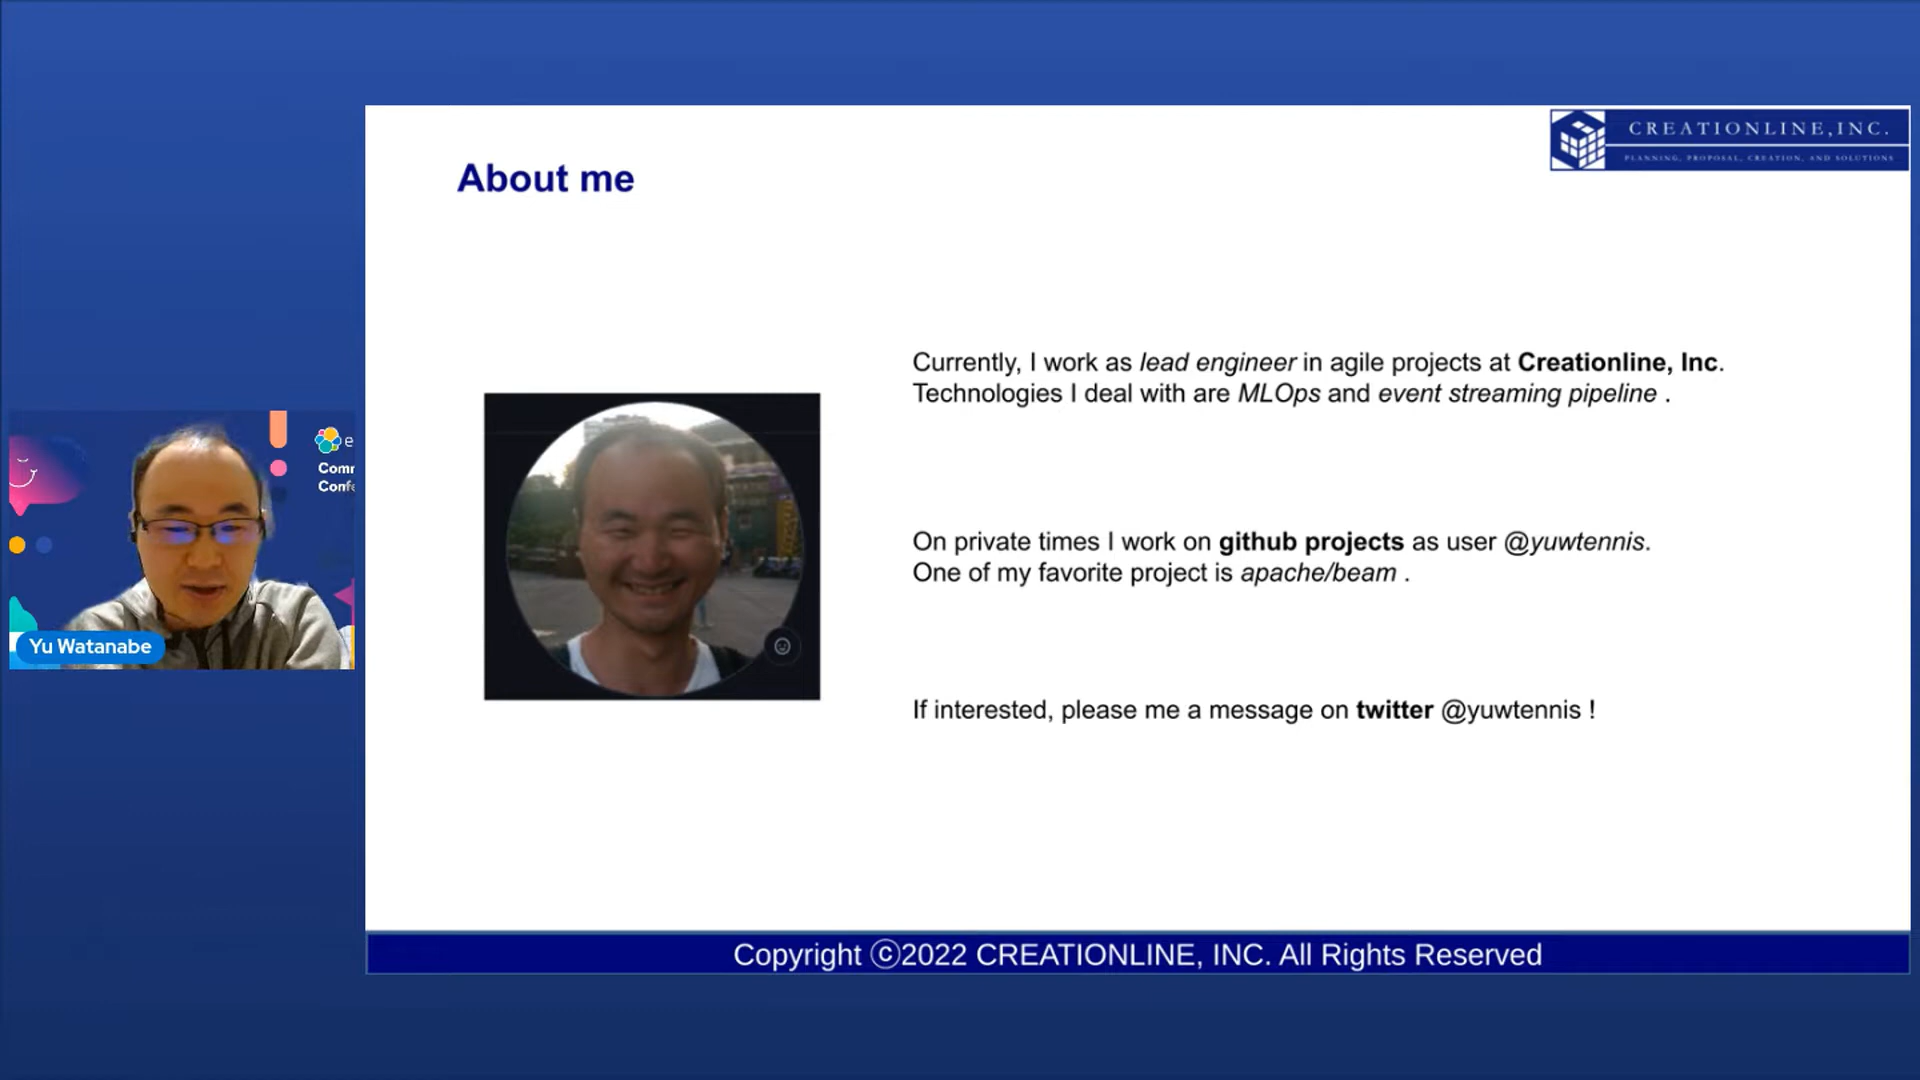 CREATIONLINE,INC.
PLANNING, PROPOSAL, CREATION, AND SOLUTIONS
About me
Currently, I work as lead engineer in agile projects at Creationline, Inc.
Technologies I deal with are MLOps and event streaming pipeline .
On private times I work on github projects as user @yuwtennis.
One of my favorite project is apache/beam .
If interested, please me a message on twitter @yuwtennis !
e
Comm
Confe
Yu Watanabe
Copyright ⓒ2022 CREATIONLINE, INC. All Rights Reserved